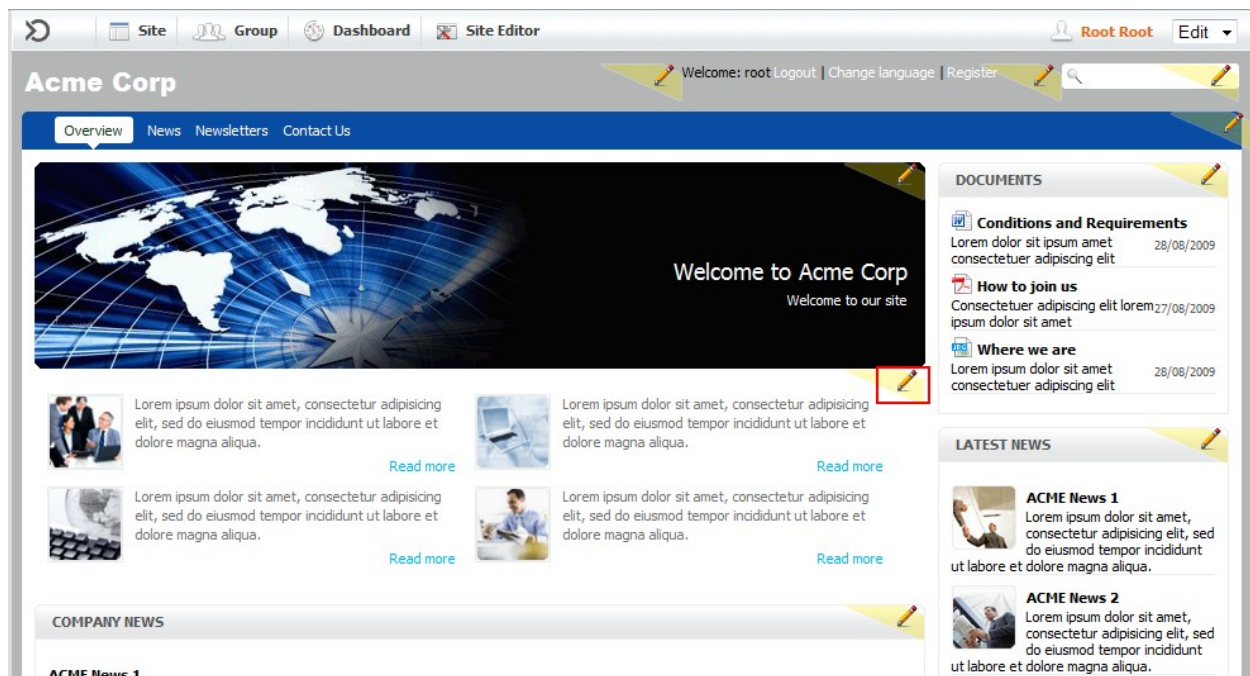 Site Group Dashboard Site Editor Root Root Edit
Acme Corp
Welcome: root Logout | Change language | Register
Overview News Newsletters Contact Us
Welcome to Acme Corp
Welcome to our site
Lorem ipsum dolor sit amet, consectetur adipisicing
elit, sed do eiusmod tempor incididunt ut labore et
dolore magna aliqua.
Read more
Lorem ipsum dolor sit amet, consectetur adipisicing
elit, sed do eiusmod tempor incididunt ut labore et
dolore magna aliqua.
Read more
Lorem ipsum dolor sit amet, consectetur adipisicing
elit, sed do eiusmod tempor incididunt ut labore et
dolore magna aliqua.
Read more
Lorem ipsum dolor sit amet, consectetur adipisicing
elit, sed do eiusmod tempor incididunt ut labore et
dolore magna aliqua.
Read more
COMPANY NEWS
ACME News 1
DOCUMENTS
Conditions and Requirements
Lorem dolor sit ipsum amet
consectetuer adipiscing elit
28/08/2009
How to join us
Consectetuer adipiscing elit lorem
ipsum dolor sit amet
27/08/2009
Where we are
Lorem ipsum dolor sit amet
consectetuer adipiscing elit
28/08/2009
LATEST NEWS
ACME News 1
Lorem ipsum dolor sit amet,
consectetur adipisicing elit, sed
do eiusmod tempor incididunt
ut labore et dolore magna aliqua.
ACME News 2
Lorem ipsum dolor sit amet,
consectetur adipisicing elit, sed
do eiusmod tempor incididunt
ut labore et dolore magna aliqua.